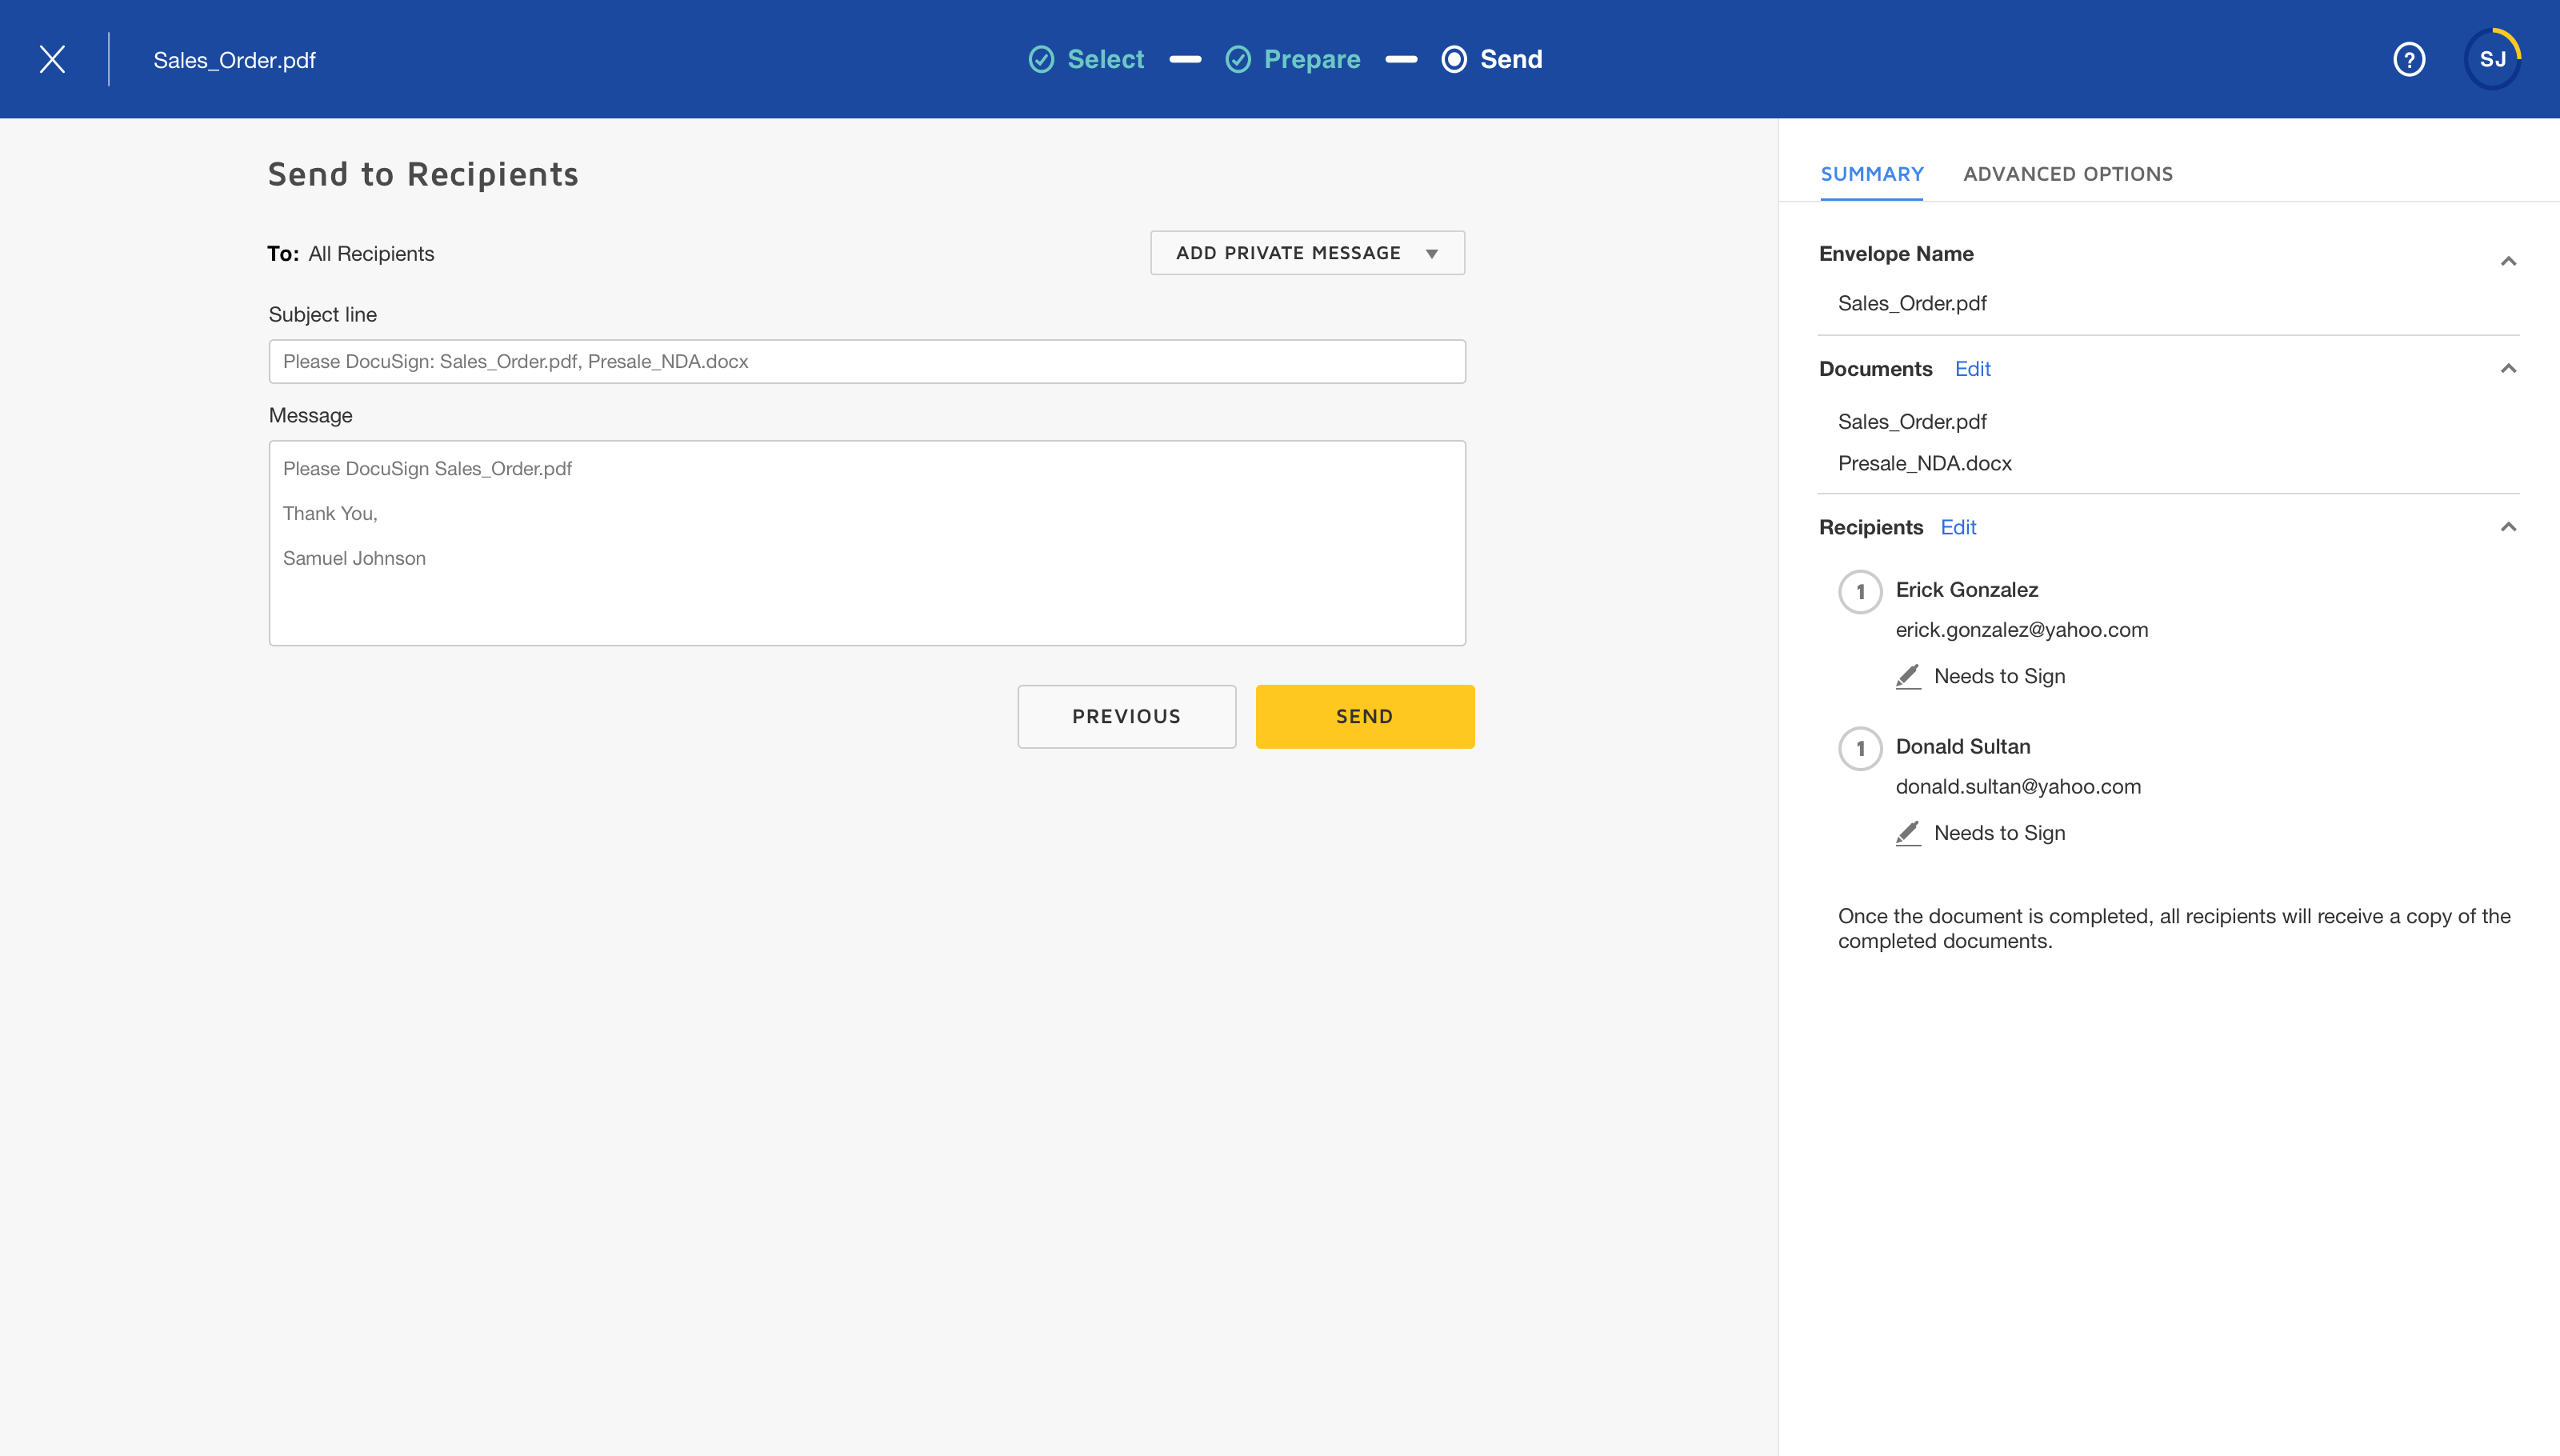 Sales_Order.pdf
Select
Prepare
Send
?
SJ
Send to Recipients
To: All Recipients
ADD PRIVATE MESSAGE
Subject line
Please DocuSign: Sales_Order.pdf, Presale_NDA.docx
Message
Please DocuSign Sales_Order.pdf
Thank You,
Samuel Johnson
PREVIOUS
SEND
SUMMARY
ADVANCED OPTIONS
Envelope Name
Sales_Order.pdf
Documents Edit
Sales_Order.pdf
Presale_NDA.docx
Recipients Edit
1 Erick Gonzalez
erick.gonzalez@yahoo.com
Needs to Sign
1 Donald Sultan
donald.sultan@yahoo.com
Needs to Sign
Once the document is completed, all recipients will receive a copy of the
completed documents.